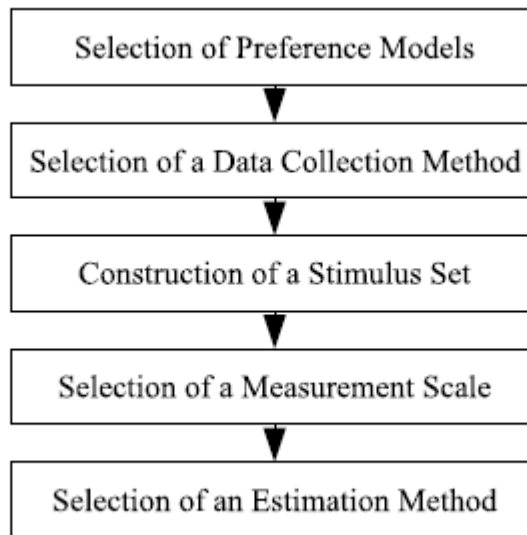 Selection of Preference Models
Selection of a Data Collection Method
Construction of a Stimulus Set
Selection of a Measurement Scale
Selection of an Estimation Method